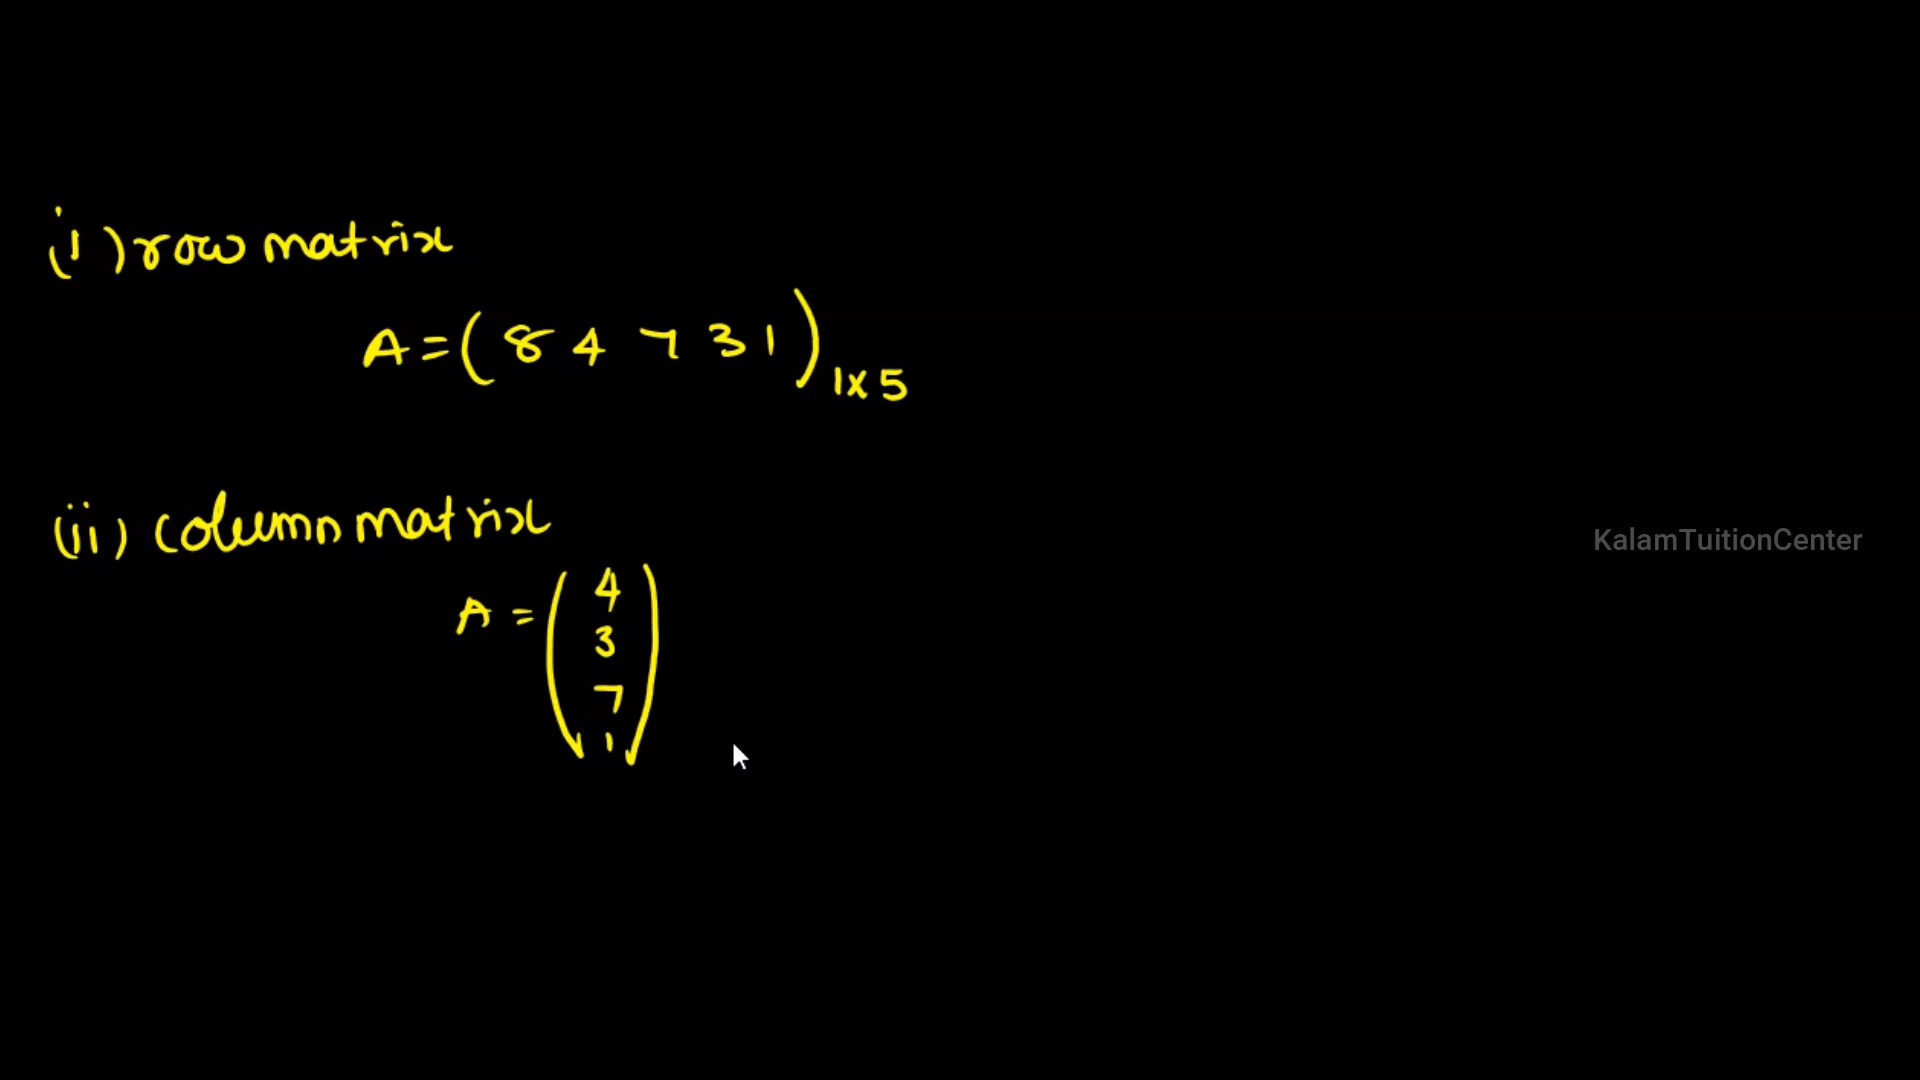 (i) row matrix
A = ( 8 4 7 3 1 ) 1x5
(ii) column matrix
KalamTuitionCenter
A = ( 4
3
7
1 )